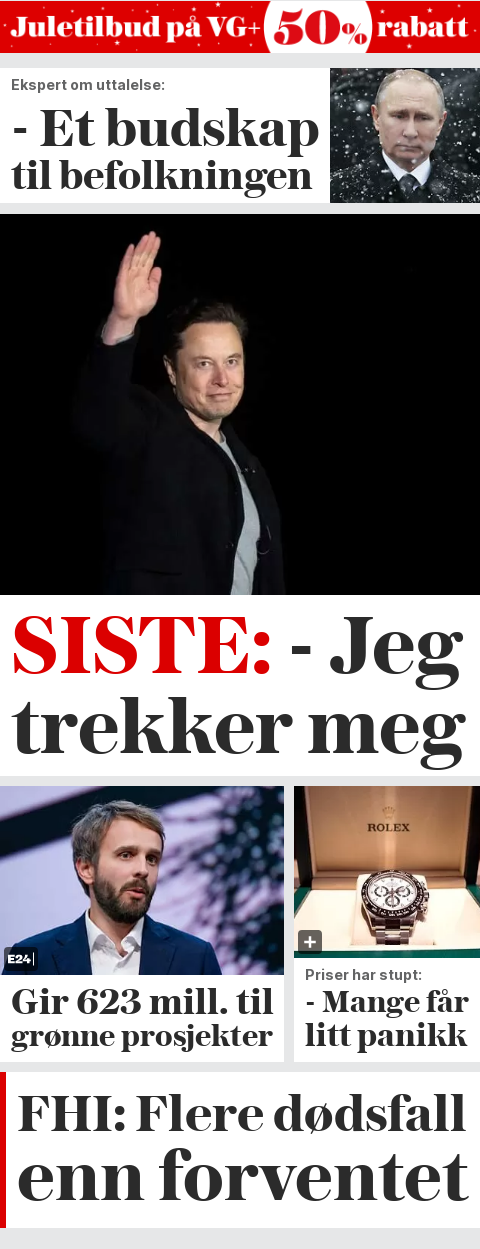 Juletilbud på VG+ 50% rabatt
Ekspert om uttalelse:
- Et budskap
til befolkningen
SISTE: - Jeg
trekker meg
E24
ROLEX
Gir 623 mill. til
grønne prosjekter
Priser har stupt:
- Mange får
litt panikk
FHI: Flere dødsfall
enn forventet